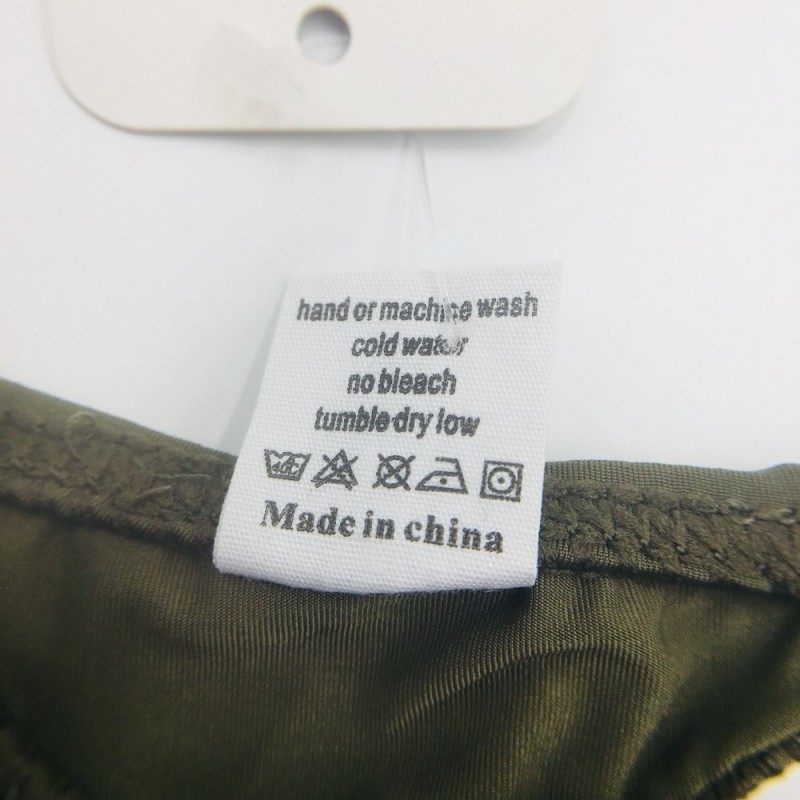 hand or machine wash
cold water
no bleach
tumble dry low
Made in china